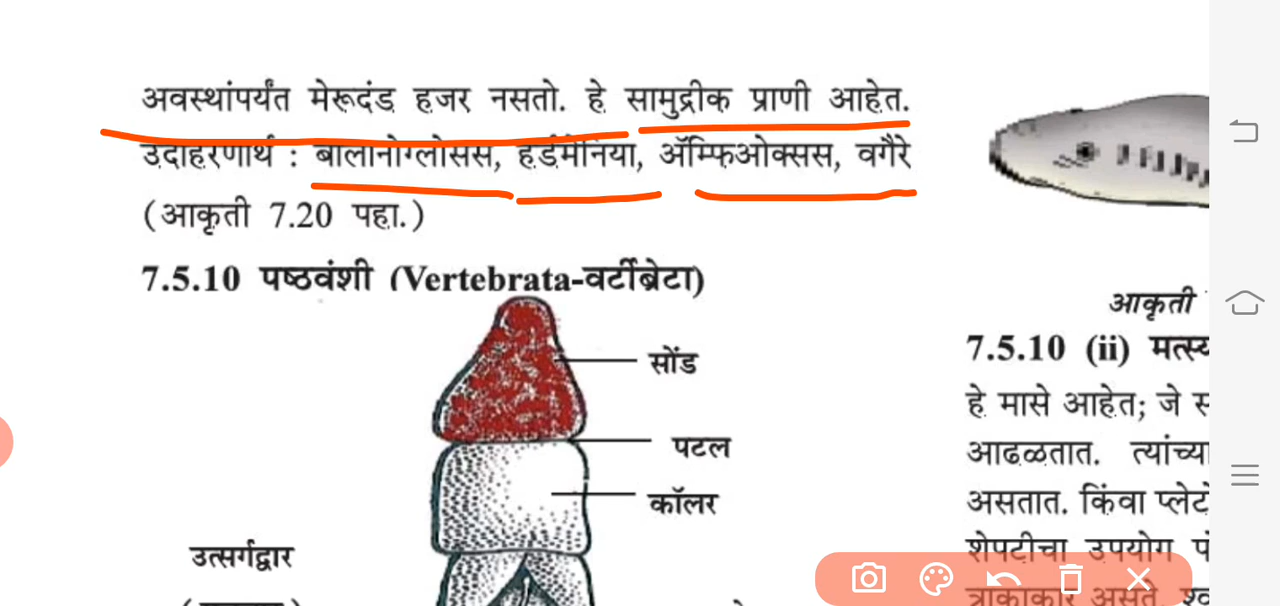 अवस्थांपर्यंत मेरूदंड हजर नसतो. हे सामुद्रीक प्राणी आहेत.
उदाहरणार्थ : बालानोग्लोसस, हर्डमेनिया, ॲम्फिओक्सस, वगैरे
(आकृती 7.20 पहा.)
7.5.10 पष्ठवंशी (Vertebrata-वर्टीब्रेटा)
सोंड
पटल
कॉलर
उत्सर्गद्वार
आकृती
7.5.10 (ii) मत्स्य
हे मासे आहेत; जे स
आढळतात. त्यांच्या
असतात. किंवा प्लेटो
शेपटीचा उपयोग प